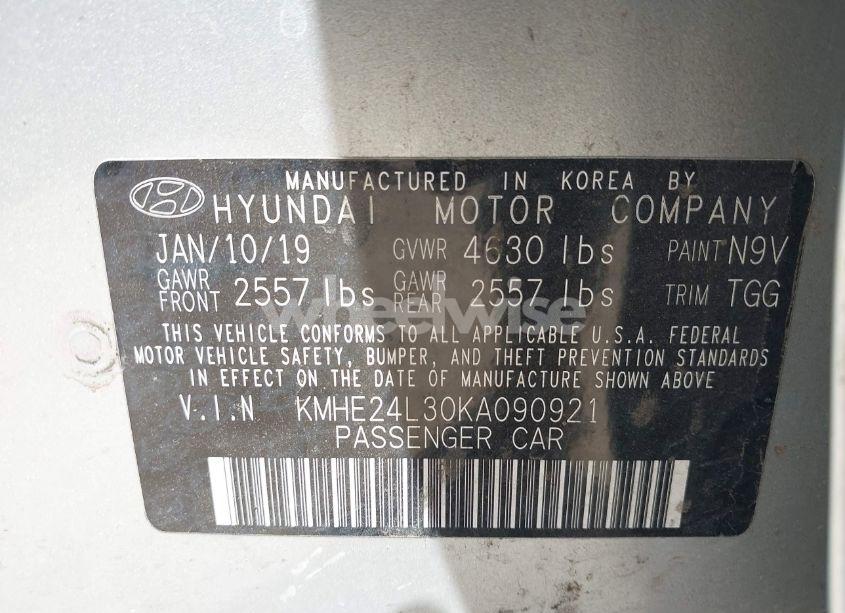 MANUFACTURED IN KOREA BY
HYUNDAI MOTOR COMPANY
JAN/10/19 GVWR 4630 lbs PAINT N9V
GAWR FRONT 2557 lbs GAWR REAR 2557 lbs TRIM TGG
wheelwise
THIS VEHICLE CONFORMS TO ALL APPLICABLE U.S.A. FEDERAL
MOTOR VEHICLE SAFETY, BUMPER, AND THEFT PREVENTION STANDARDS
IN EFFECT ON THE DATE OF MANUFACTURE SHOWN ABOVE
V.I.N KMHE24L30KA090921
PASSENGER CAR